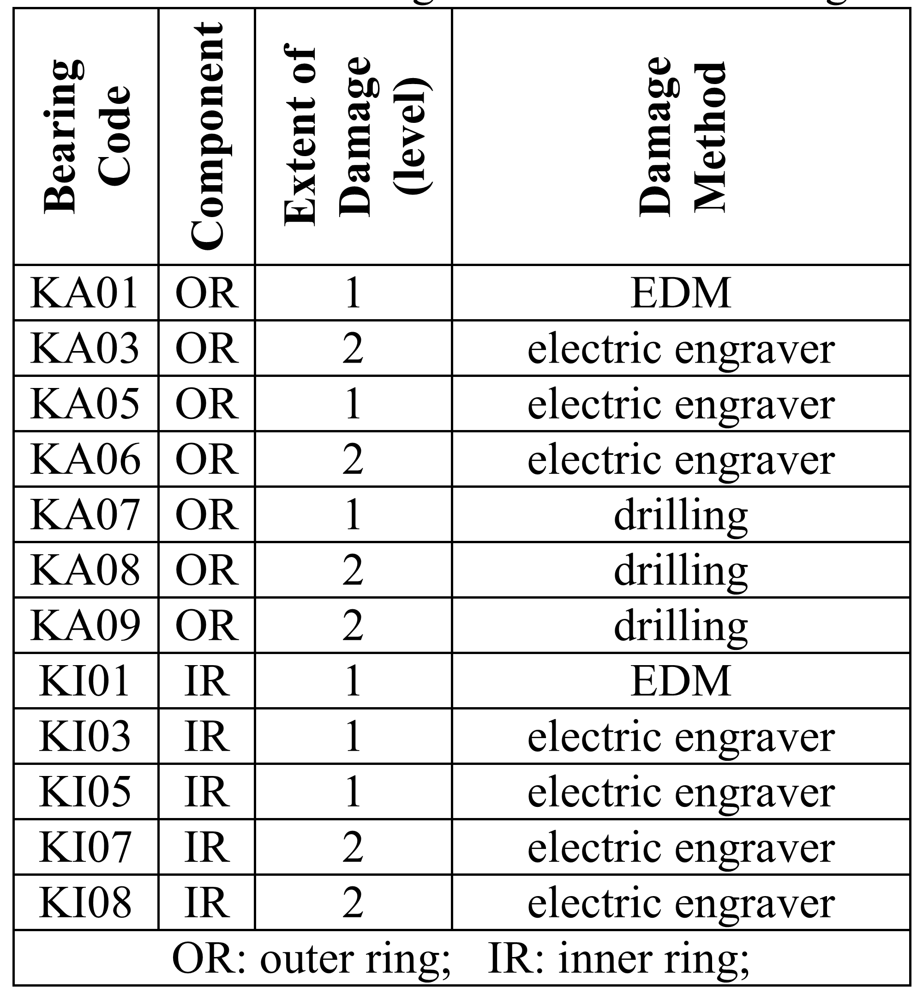 Bearing Code Component Extent of Damage (level) Damage Method
KA01 OR 1 EDM
KA03 OR 2 electric engraver
KA05 OR 1 electric engraver
KA06 OR 2 electric engraver
KA07 OR 1 drilling
KA08 OR 2 drilling
KA09 OR 2 drilling
KI01 IR 1 EDM
KI03 IR 1 electric engraver
KI05 IR 1 electric engraver
KI07 IR 2 electric engraver
KI08 IR 2 electric engraver
OR: outer ring; IR: inner ring;